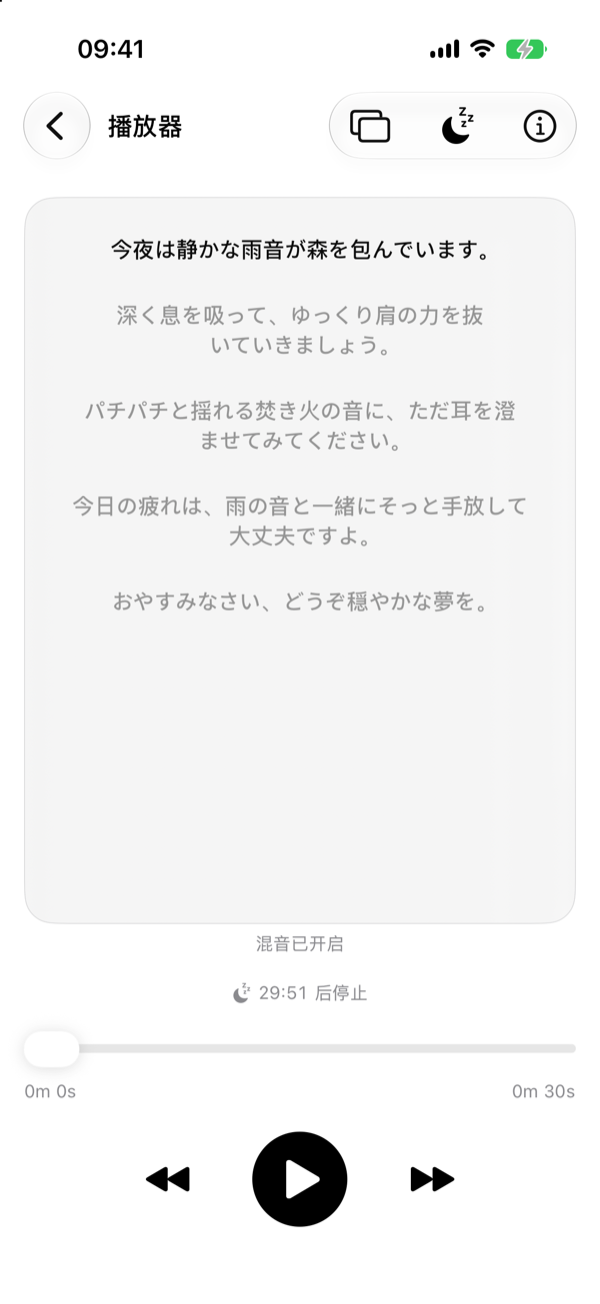 09:41
播放器
今夜は静かな雨音が森を包んでいます。
深く息を吸って、ゆっくり肩の力を抜
いていきましょう。
パチパチと揺れる焚き火の音に、ただ耳を澄
ませてみてください。
今日の疲れは、雨の音と一緒にそっと手放して
大丈夫ですよ。
おやすみなさい、どうぞ穏やかな夢を。
混音已开启
29:51 后停止
0m 0s
0m 30s